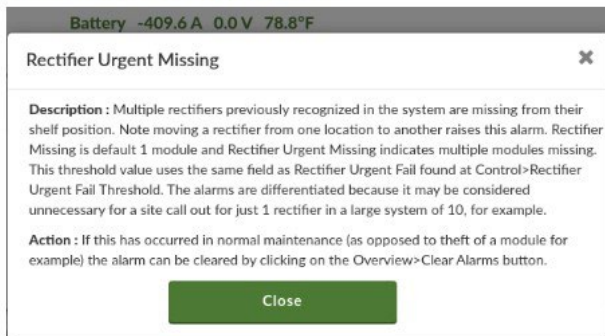 Battery -409.6 A 0.0 V 78.8°F
Rectifier Urgent Missing
Description : Multiple rectifiers previously recognized in the system are missing from their
shelf position. Note moving a rectifier from one location to another raises this alarm. Rectifier
Missing is default 1 module and Rectifier Urgent Missing indicates multiple modules missing.
This threshold value uses the same field as Rectifier Urgent Fail found at Control>Rectifier
Urgent Fail Threshold. The alarms are differentiated because it may be considered
unnecessary for a site call out for just 1 rectifier in a large system of 10, for example.
Action : If this has occurred in normal maintenance (as opposed to theft of a module for
example) the alarm can be cleared by clicking on the Overview>Clear Alarms button.
Close